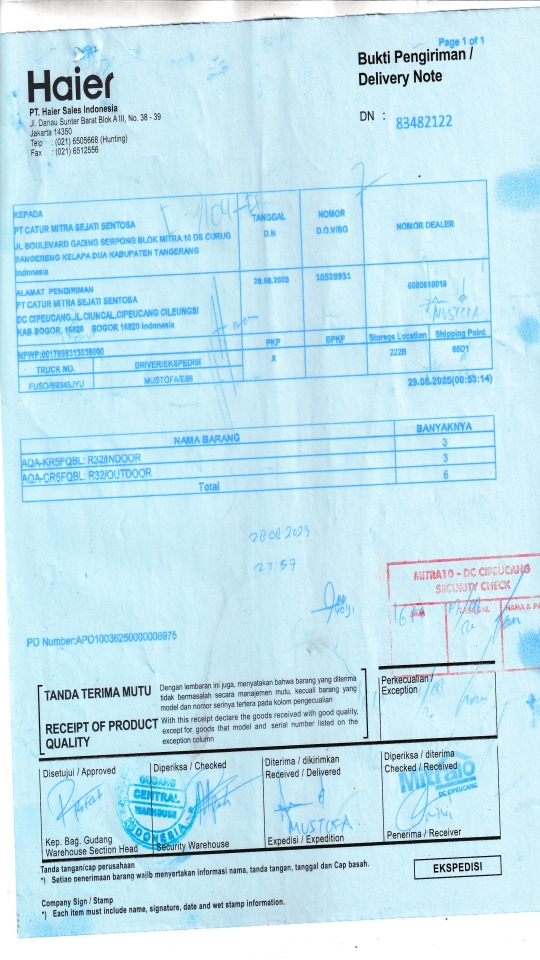 Page 1 of 1
Haier
Bukti Pengiriman /
Delivery Note
PT. Haier Sales Indonesia
Jl. Danau Sunter Barat Blok A III, No. 38 - 39
Jakarta 14350
Telp : (021) 6505668 (Hunting)
Fax : (021) 6512556
DN : 83482122
KEPADA
PT CATUR MITRA SEJATI SENTOSA
JL. BOULEVARD GADING SERPONG BLOK MITRA 10 DS CURUG
SANGERENG KELAPA DUA KABUPATEN TANGERANG
Indonesia
TANGGAL
D.N
NOMOR
D.O.V/SO
NOMOR DEALER
ALAMAT PENGIRIMAN
PT CATUR MITRA SEJATI SENTOSA
DC CIPEUCANG,JL.CIUNCAL,CIPEUCANG CILEUNGSI
KAB.BOGOR, 16820 BOGOR 16820 Indonesia
10528931
MUSTOFA
PKP
BPKP
Storage Location
Shipping Point
X
222B
TRUCK NO.
DRIVER/EKSPEDISI
FUSO/B9345JYU
29.08.2025(00:53:14)
NAMA BARANG
BANYAKNYA
AQA-KR5FQBL: R32/INDOOR
3
AQA-CR5FQBL: R32/OUTDOOR
3
Total
6
28-08-2025
23:57
MITRA10 - DC CIPEUCANG
SECURITY CHECK
PO Number:APO10036250000008975
TANDA TERIMA MUTU
Dengan lembaran ini juga, menyatakan bahwa barang yang diterima
tidak bermasalah secara manajemen mutu, kecuali barang yang
model dan nomor serinya tertera pada kolom pengecualian
RECEIPT OF PRODUCT
QUALITY
With this receipt declare the goods received with good quality,
except for goods that model and serial number listed on the
exception column
Perkecualian /
Exception
Disetujui / Approved
Diperiksa / Checked
Diterima / dikirimkan
Received / Delivered
Diperiksa / diterima
Checked / Received
GUDANG
CENTRAL
WAREHOUSE
INDONESIA
Mitra10
DC CIPEUCANG
MUSTOFA
Kep. Bag. Gudang
Warehouse Section Head
Security Warehouse
Expedisi / Expedition
Penerima / Receiver
Tanda tangan/cap perusahaan
*) Setiap penerimaan barang wajib menyertakan informasi nama, tanda tangan, tanggal dan Cap basah.
EKSPEDISI
Company Sign / Stamp
*) Each item must include name, signature, date and wet stamp information.